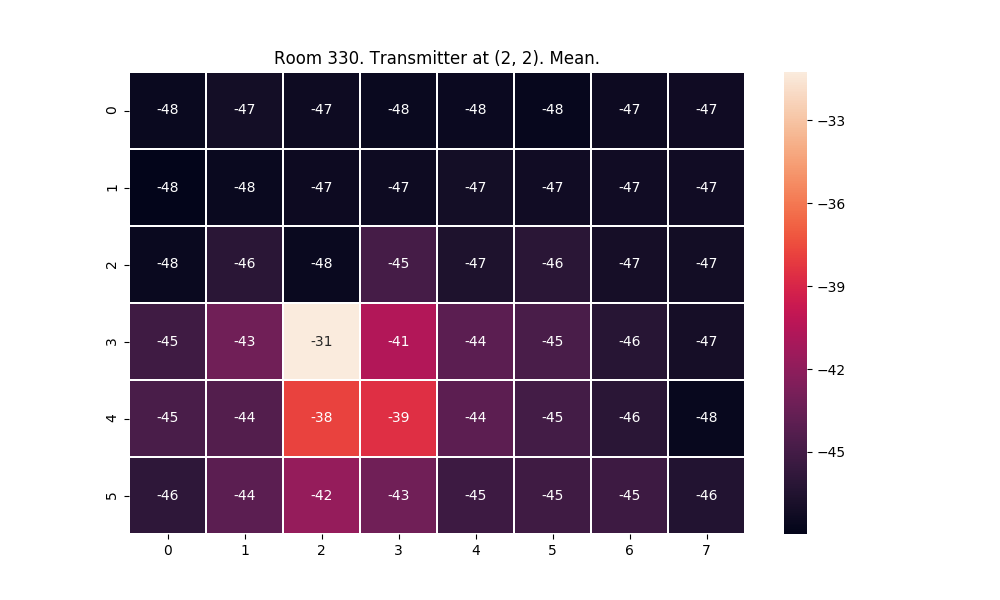 Room 330. Transmitter at (2, 2). Mean.
0 -48 -47 -47 -48 -48 -48 -47 -47
1 -48 -48 -47 -47 -47 -47 -47 -47
2 -48 -46 -48 -45 -47 -46 -47 -47
3 -45 -43 -31 -41 -44 -45 -46 -47
4 -45 -44 -38 -39 -44 -45 -46 -48
5 -46 -44 -42 -43 -45 -45 -45 -46
0 1 2 3 4 5 6 7
−33
−36
−39
−42
−45